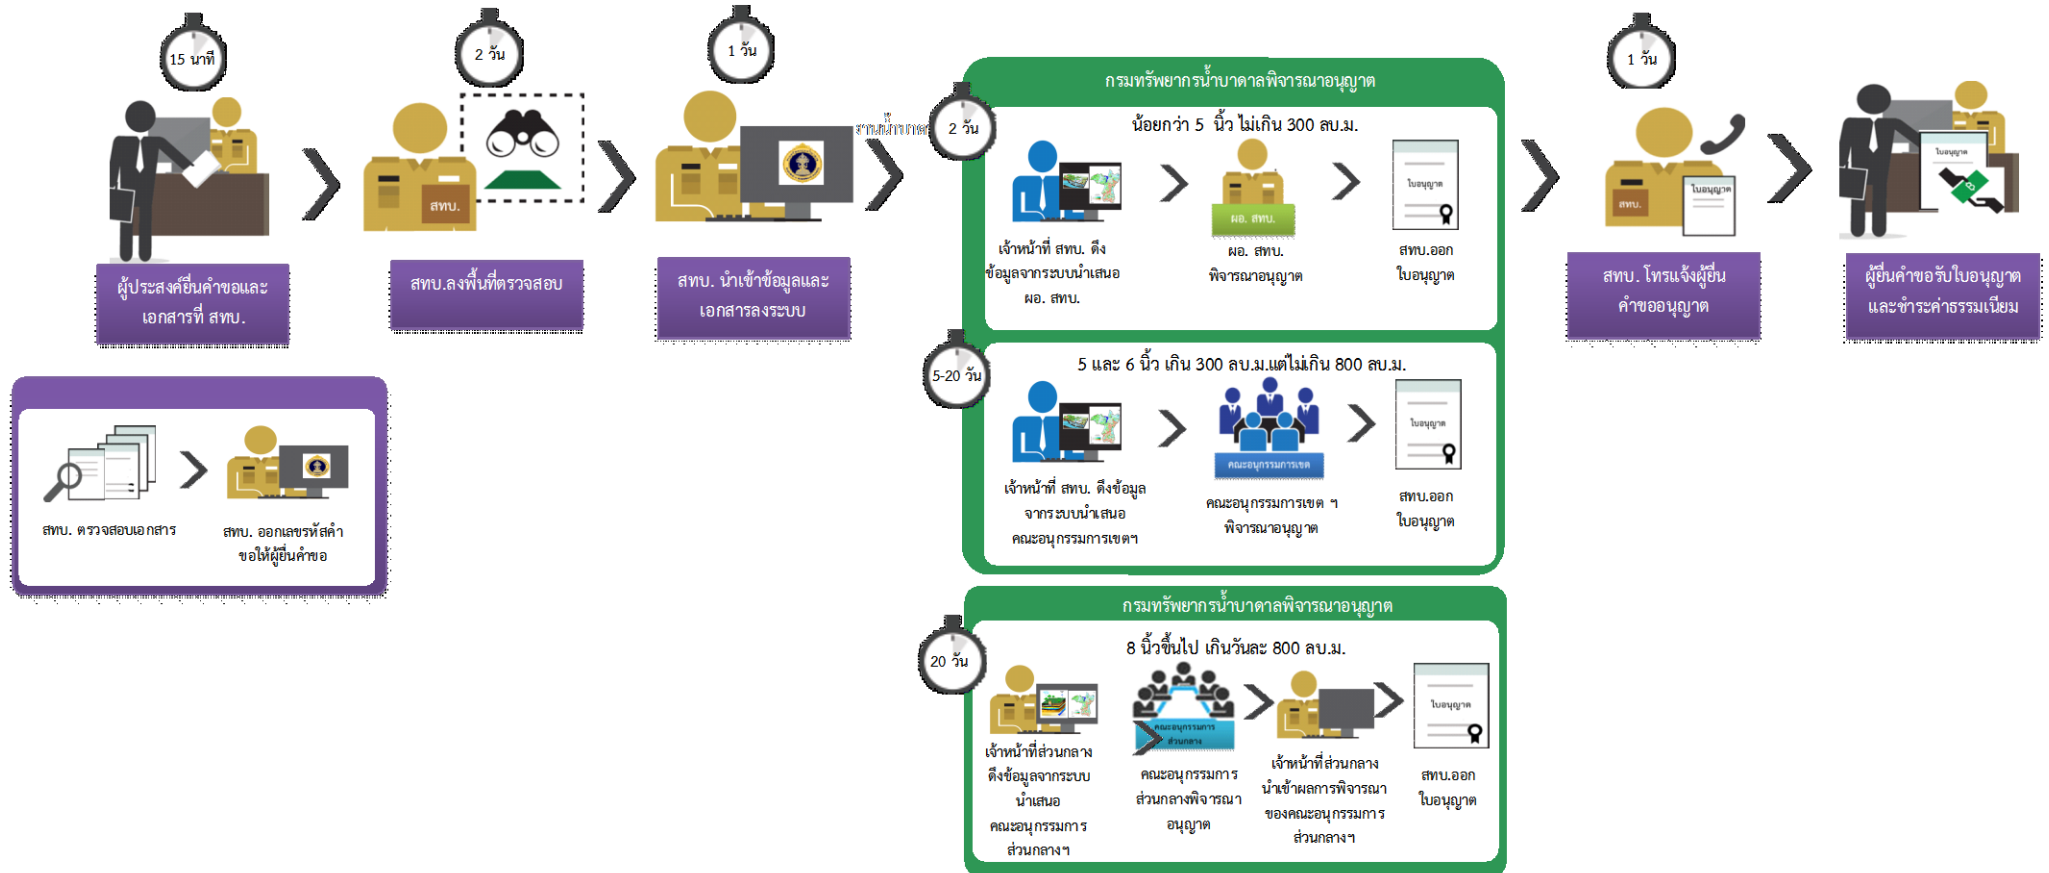 15 นาที
ผู้ประสงค์ยื่นคำขอและ
เอกสารที่ สทบ.
2 วัน
สทบ.
สทบ.ลงพื้นที่ตรวจสอบ
1 วัน
สทบ. นำเข้าข้อมูลและ
เอกสารลงระบบ
สทบ. ตรวจสอบเอกสาร
สทบ. ออกเลขรหัสคำ
ขอให้ผู้ยื่นคำขอ
กรมทรัพยากรน้ำบาดาลพิจารณาอนุญาต
2 วัน
น้อยกว่า 5 นิ้ว ไม่เกิน 300 ลบ.ม.
ผอ. สทบ.
ใบอนุญาต
เจ้าหน้าที่ สทบ. ดึง
ข้อมูลจากระบบนำเสนอ
ผอ. สทบ.
ผอ. สทบ.
พิจารณาอนุญาต
สทบ.ออก
ใบอนุญาต
5-20 วัน
5 และ 6 นิ้ว เกิน 300 ลบ.ม.แต่ไม่เกิน 800 ลบ.ม.
คณะอนุกรรมการเขต
ใบอนุญาต
เจ้าหน้าที่ สทบ. ดึงข้อมูล
จากระบบนำเสนอ
คณะอนุกรรมการเขตฯ
คณะอนุกรรมการเขต ฯ
พิจารณาอนุญาต
สทบ.ออก
ใบอนุญาต
กรมทรัพยากรน้ำบาดาลพิจารณาอนุญาต
20 วัน
8 นิ้วขึ้นไป เกินวันละ 800 ลบ.ม.
คณะอนุกรรมการ
ส่วนกลาง
ใบอนุญาต
เจ้าหน้าที่ส่วนกลาง
ดึงข้อมูลจากระบบ
นำเสนอ
คณะอนุกรรมการ
ส่วนกลางฯ
คณะอนุกรรมการ
ส่วนกลางพิจารณา
อนุญาต
เจ้าหน้าที่ส่วนกลาง
นำเข้าผลการพิจารณา
ของคณะอนุกรรมการ
ส่วนกลางฯ
สทบ.ออก
ใบอนุญาต
1 วัน
สทบ.
ใบอนุญาต
สทบ. โทรแจ้งผู้ยื่น
คำขออนุญาต
ใบอนุญาต
ผู้ยื่นคำขอรับใบอนุญาต
และชำระค่าธรรมเนียม